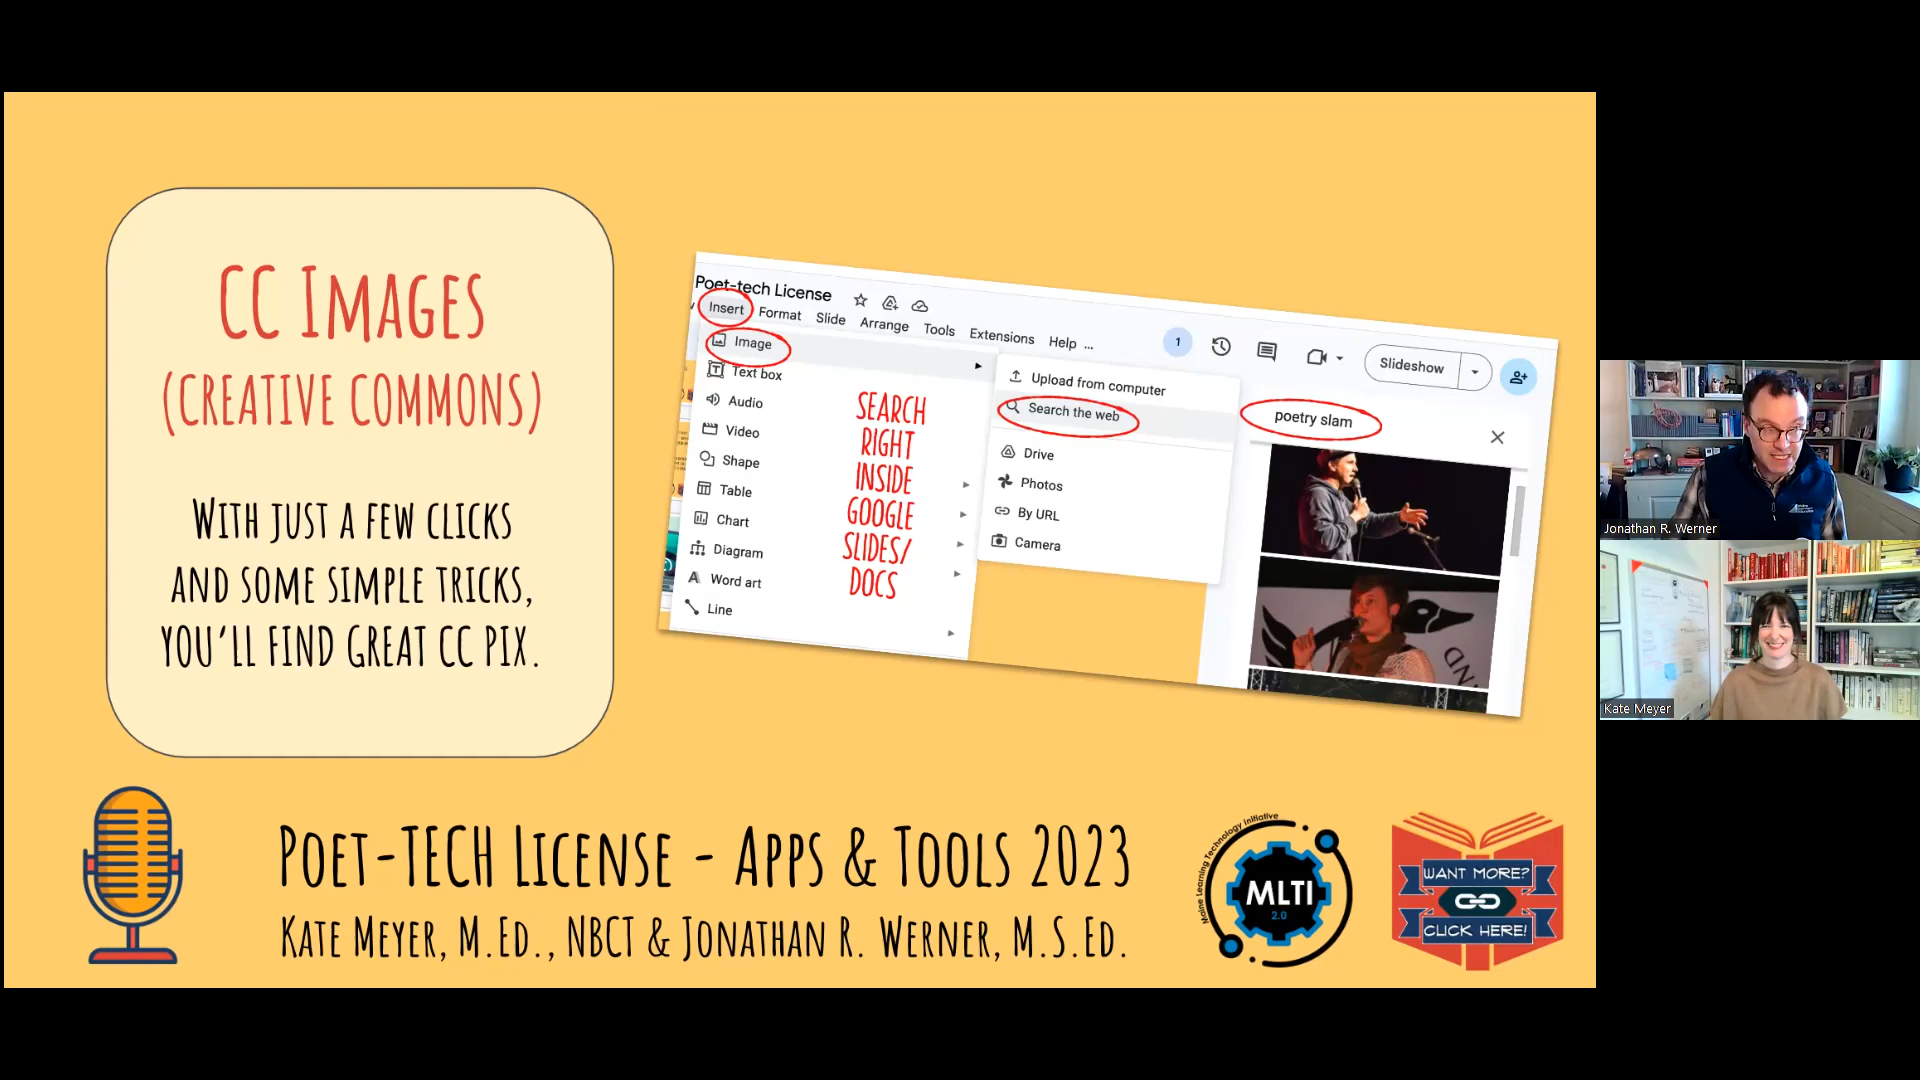 CC Images
(Creative Commons)
With just a few clicks
and some simple tricks,
you'll find great CC pix.
Poet-tech License
Insert Format Slide Arrange Tools Extensions Help ...
1
Slideshow
Image
Text box
Audio
Video
Shape
Table
Chart
Diagram
Word art
Line
SEARCH
RIGHT
INSIDE
GOOGLE
SLIDES/
DOCS
Upload from computer
Search the web
Drive
Photos
By URL
Camera
poetry slam
Poet-TECH License - Apps & Tools 2023
Kate Meyer, M.Ed., NBCT & Jonathan R. Werner, M.S.Ed.
Maine Learning Technology Initiative
MLTI
2.0
WANT MORE?
CLICK HERE!
Jonathan R. Werner
Kate Meyer